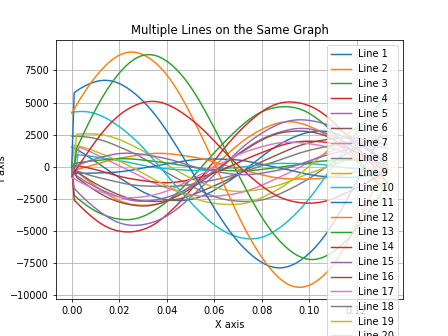 Multiple Lines on the Same Graph
7500
5000
2500
0
−2500
−5000
−7500
−10000
0.00
0.02
0.04
0.06
0.08
0.10
X axis
Line 1
Line 2
Line 3
Line 4
Line 5
Line 6
Line 7
Line 8
Line 9
Line 10
Line 11
Line 12
Line 13
Line 14
Line 15
Line 16
Line 17
Line 18
Line 19
Line 20